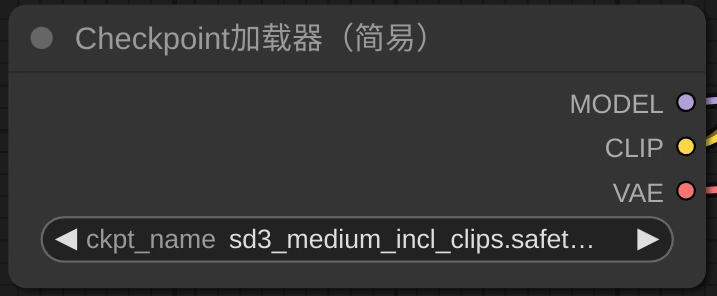 Checkpoint加载器（简易）
MODEL
CLIP
VAE
ckpt_name sd3_medium_incl_clips.safet…